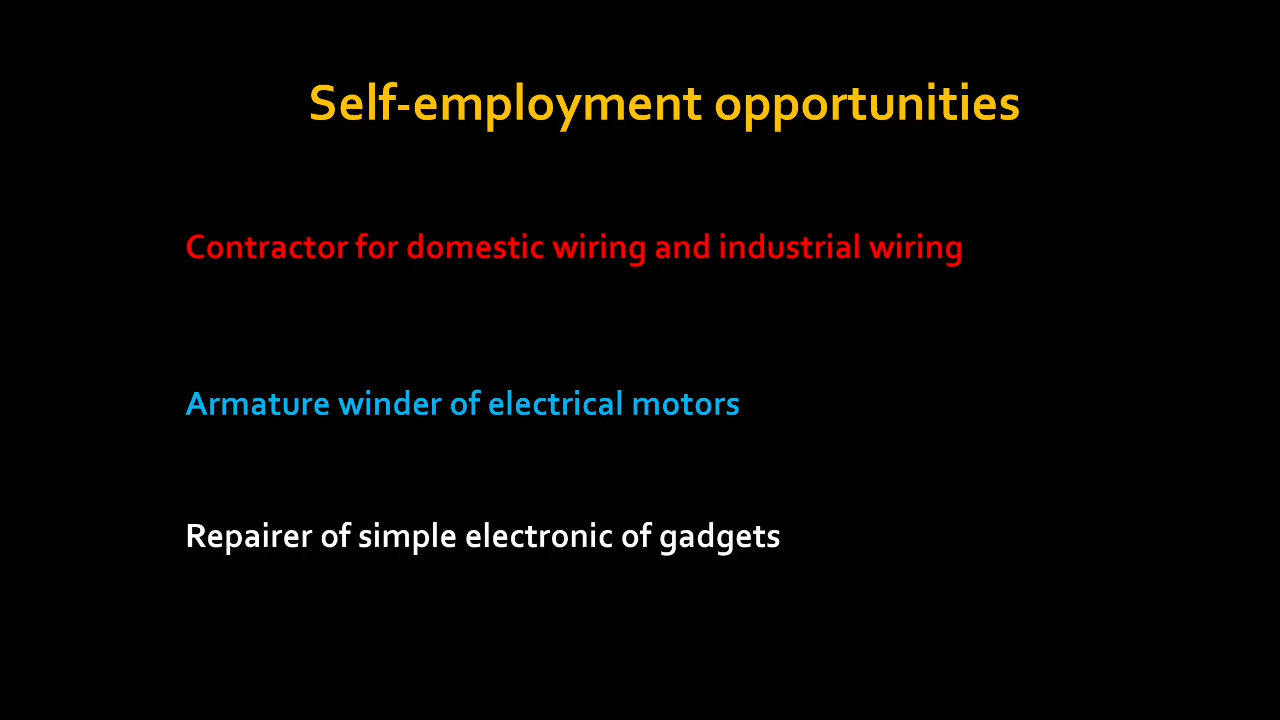 Self-employment opportunities
Contractor for domestic wiring and industrial wiring
Armature winder of electrical motors
Repairer of simple electronic of gadgets